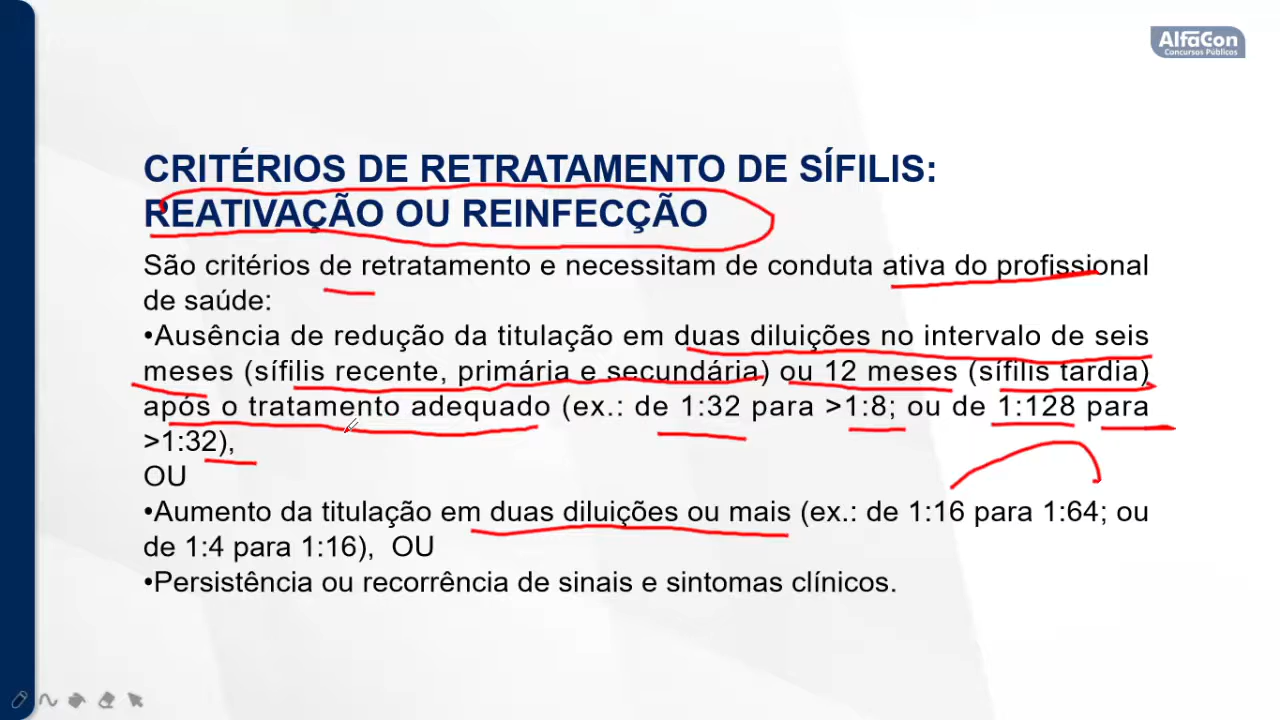 AlfaCon
Concursos Públicos
CRITÉRIOS DE RETRATAMENTO DE SÍFILIS:
REATIVAÇÃO OU REINFECÇÃO
São critérios de retratamento e necessitam de conduta ativa do profissional
de saúde:
•Ausência de redução da titulação em duas diluições no intervalo de seis
meses (sífilis recente, primária e secundária) ou 12 meses (sífilis tardia)
após o tratamento adequado (ex.: de 1:32 para >1:8; ou de 1:128 para
>1:32),
OU
•Aumento da titulação em duas diluições ou mais (ex.: de 1:16 para 1:64; ou
de 1:4 para 1:16), OU
•Persistência ou recorrência de sinais e sintomas clínicos.